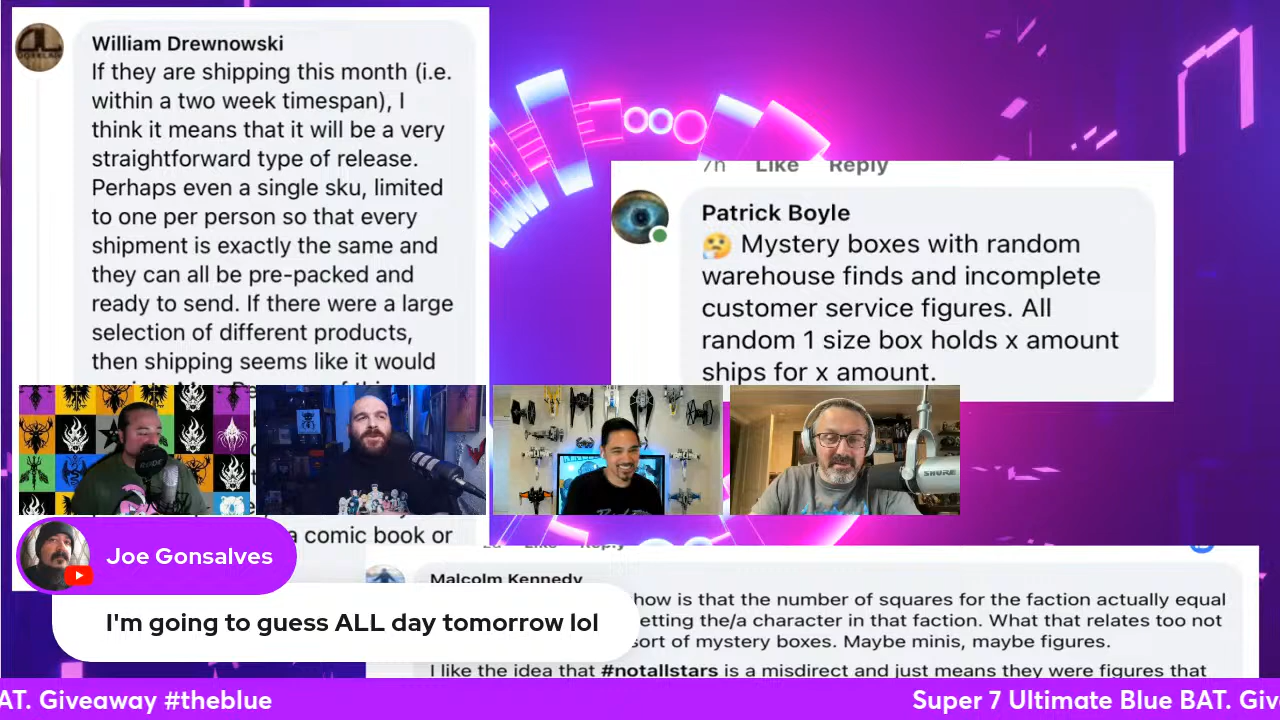 William Drewnowski
If they are shipping this month (i.e.
within a two week timespan), I
think it means that it will be a very
straightforward type of release.
Perhaps even a single sku, limited
to one per person so that every
shipment is exactly the same and
they can all be pre-packed and
ready to send. If there were a large
selection of different products,
then shipping seems like it would
a comic book or
7h Like Reply
Patrick Boyle
🤔 Mystery boxes with random
warehouse finds and incomplete
customer service figures. All
random 1 size box holds x amount
ships for x amount.
SHURE
Joe Gonsalves
I'm going to guess ALL day tomorrow lol
Like Reply
Malcolm Kennedy
how is that the number of squares for the faction actually equal
etting the/a character in that faction. What that relates too not
sort of mystery boxes. Maybe minis, maybe figures.
I like the idea that #notallstars is a misdirect and just means they were figures that
AT. Giveaway #theblue
Super 7 Ultimate Blue BAT. Giv